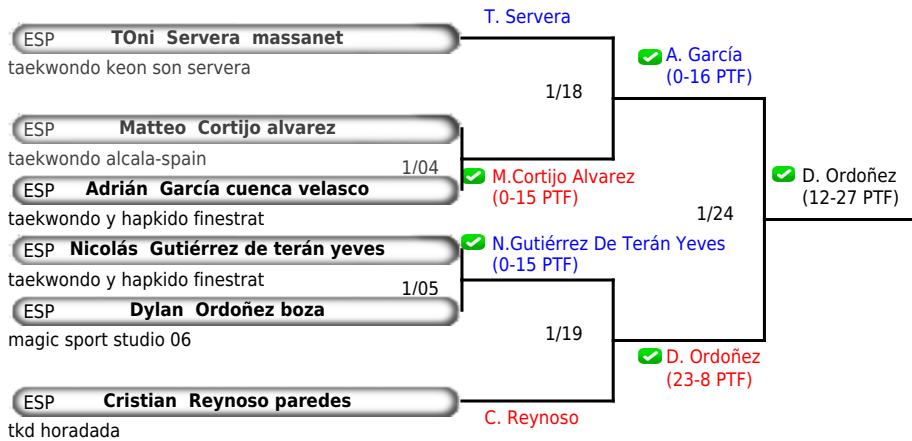 T. Servera
ESP TOni Servera massanet
taekwondo keon son servera
A. García
(0-16 PTF)
1/18
ESP Matteo Cortijo alvarez
taekwondo alcala-spain
1/04
ESP Adrián García cuenca velasco
M.Cortijo Alvarez
(0-15 PTF)
D. Ordoñez
(12-27 PTF)
taekwondo y hapkido finestrat
1/24
ESP Nicolás Gutiérrez de terán yeves
N.Gutiérrez De Terán Yeves
(0-15 PTF)
taekwondo y hapkido finestrat
1/05
ESP Dylan Ordoñez boza
magic sport studio 06
1/19
D. Ordoñez
(23-8 PTF)
ESP Cristian Reynoso paredes
C. Reynoso
tkd horadada